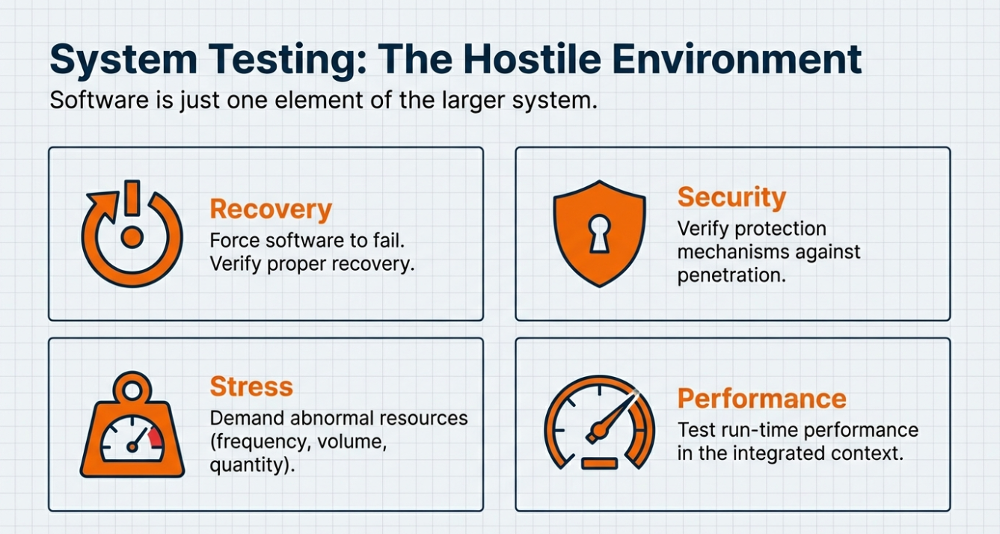 System Testing: The Hostile Environment
Software is just one element of the larger system.
Recovery
Force software to fail.
Verify proper recovery.
Security
Verify protection
mechanisms against
penetration.
Stress
Demand abnormal resources
(frequency, volume,
quantity).
Performance
Test run-time performance
in the integrated context.